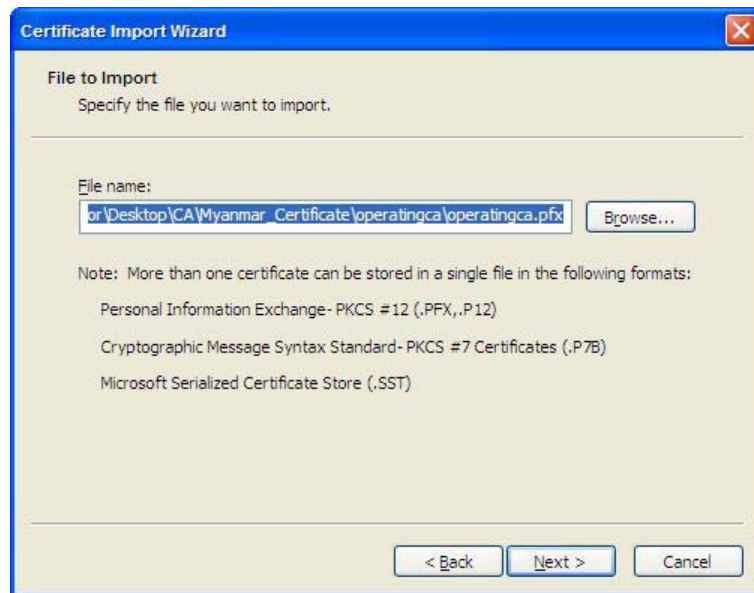 Certificate Import Wizard
File to Import
Specify the file you want to import.
File name:
or\Desktop\CA\Myanmar_Certificate\operatingca\operatingca.pfx
Browse...
Note: More than one certificate can be stored in a single file in the following formats:
Personal Information Exchange- PKCS #12 (.PFX,.P12)
Cryptographic Message Syntax Standard- PKCS #7 Certificates (.P7B)
Microsoft Serialized Certificate Store (.SST)
< Back Next > Cancel